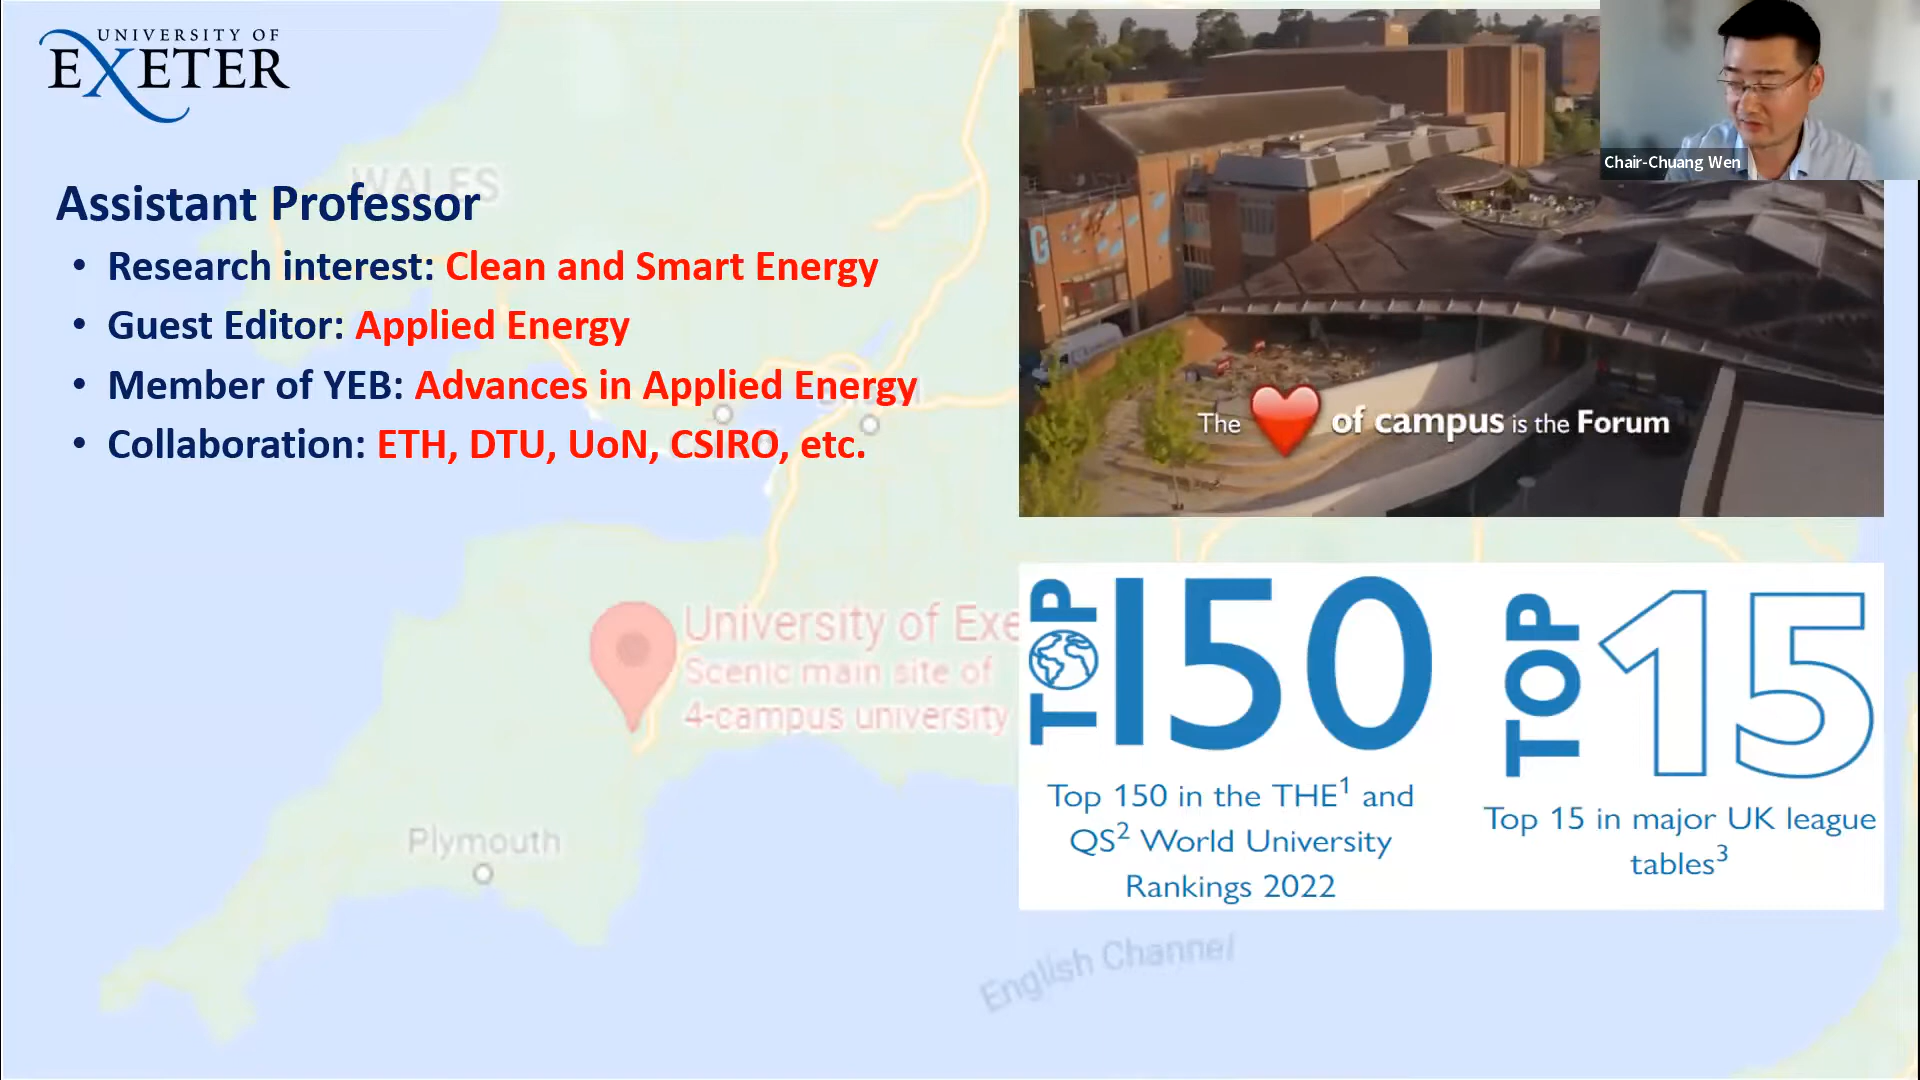 UNIVERSITY OF
EXETER
WALES
Assistant Professor
• Research interest: Clean and Smart Energy
• Guest Editor: Applied Energy
• Member of YEB: Advances in Applied Energy
• Collaboration: ETH, DTU, UoN, CSIRO, etc.
Chair-Chuang Wen
G
The ❤ of campus is the Forum
University of Exe
Scenic main site of
4-campus university
Plymouth
English Channel
TOP 150
Top 150 in the THE¹ and
QS² World University
Rankings 2022
TOP 15
Top 15 in major UK league
tables³